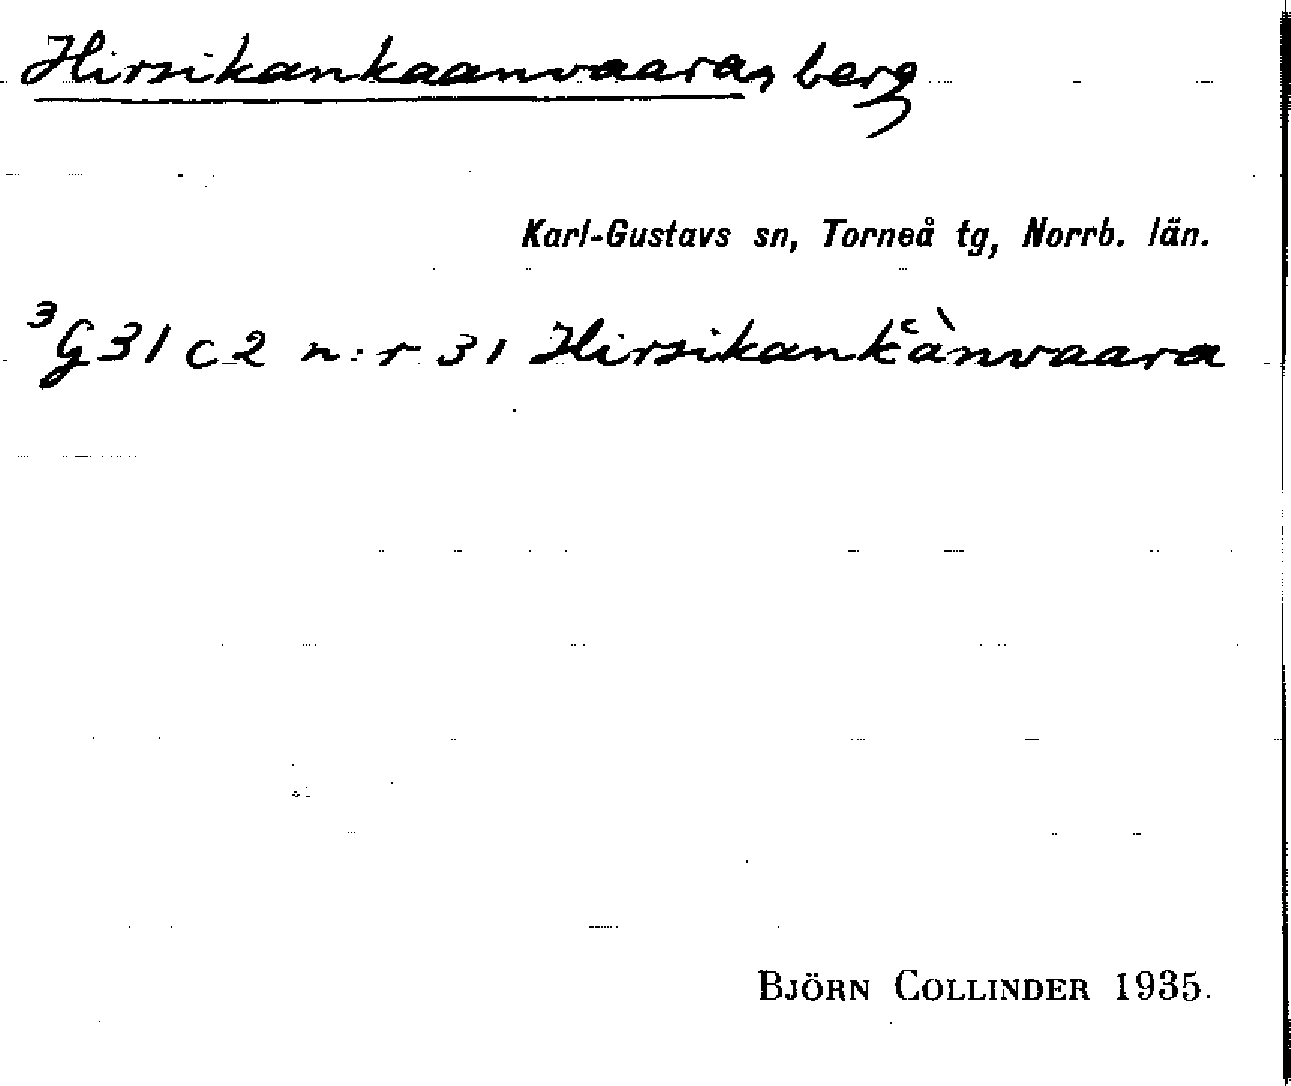 Hirsikankaanvaara, berg
Karl-Gustavs sn, Torneå tg, Norrb. län.
³G31 c2 n:r 31 Hirsikankànvaara
BJÖRN COLLINDER 1935.